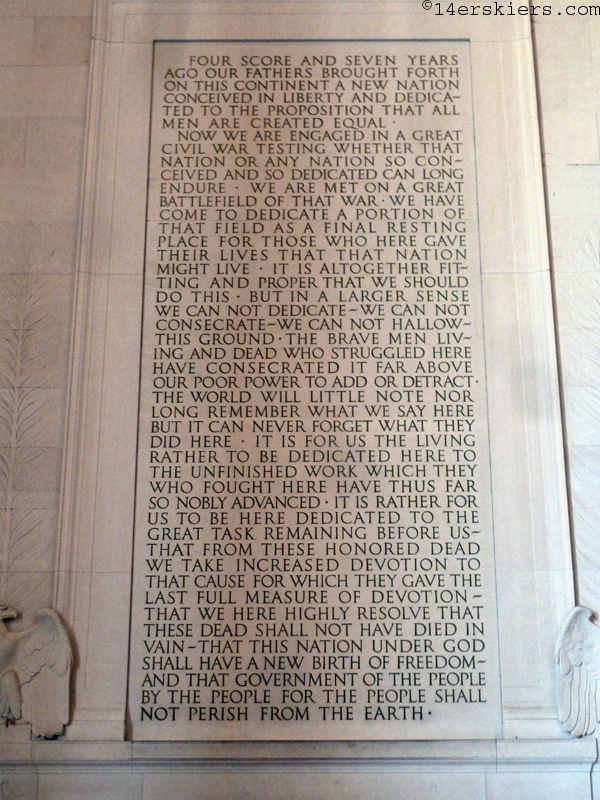 ©14erskiers.com
FOUR SCORE AND SEVEN YEARS
AGO OUR FATHERS BROUGHT FORTH
ON THIS CONTINENT A NEW NATION
CONCEIVED IN LIBERTY AND DEDICA~
TED TO THE PROPOSITION THAT ALL
MEN ARE CREATED EQUAL ·
NOW WE ARE ENGAGED IN A GREAT
CIVIL WAR TESTING WHETHER THAT
NATION OR ANY NATION SO CON~
CEIVED AND SO DEDICATED CAN LONG
ENDURE · WE ARE MET ON A GREAT
BATTLEFIELD OF THAT WAR · WE HAVE
COME TO DEDICATE A PORTION OF
THAT FIELD AS A FINAL RESTING
PLACE FOR THOSE WHO HERE GAVE
THEIR LIVES THAT THAT NATION
MIGHT LIVE · IT IS ALTOGETHER FIT~
TING AND PROPER THAT WE SHOULD
DO THIS · BUT IN A LARGER SENSE
WE CAN NOT DEDICATE~WE CAN NOT
CONSECRATE~WE CAN NOT HALLOW~
THIS GROUND · THE BRAVE MEN LIV~
ING AND DEAD WHO STRUGGLED HERE
HAVE CONSECRATED IT FAR ABOVE
OUR POOR POWER TO ADD OR DETRACT ·
THE WORLD WILL LITTLE NOTE NOR
LONG REMEMBER WHAT WE SAY HERE
BUT IT CAN NEVER FORGET WHAT THEY
DID HERE · IT IS FOR US THE LIVING
RATHER TO BE DEDICATED HERE TO
THE UNFINISHED WORK WHICH THEY
WHO FOUGHT HERE HAVE THUS FAR
SO NOBLY ADVANCED · IT IS RATHER FOR
US TO BE HERE DEDICATED TO THE
GREAT TASK REMAINING BEFORE US~
THAT FROM THESE HONORED DEAD
WE TAKE INCREASED DEVOTION TO
THAT CAUSE FOR WHICH THEY GAVE THE
LAST FULL MEASURE OF DEVOTION~
THAT WE HERE HIGHLY RESOLVE THAT
THESE DEAD SHALL NOT HAVE DIED IN
VAIN~THAT THIS NATION UNDER GOD
SHALL HAVE A NEW BIRTH OF FREEDOM~
AND THAT GOVERNMENT OF THE PEOPLE
BY THE PEOPLE FOR THE PEOPLE SHALL
NOT PERISH FROM THE EARTH ·